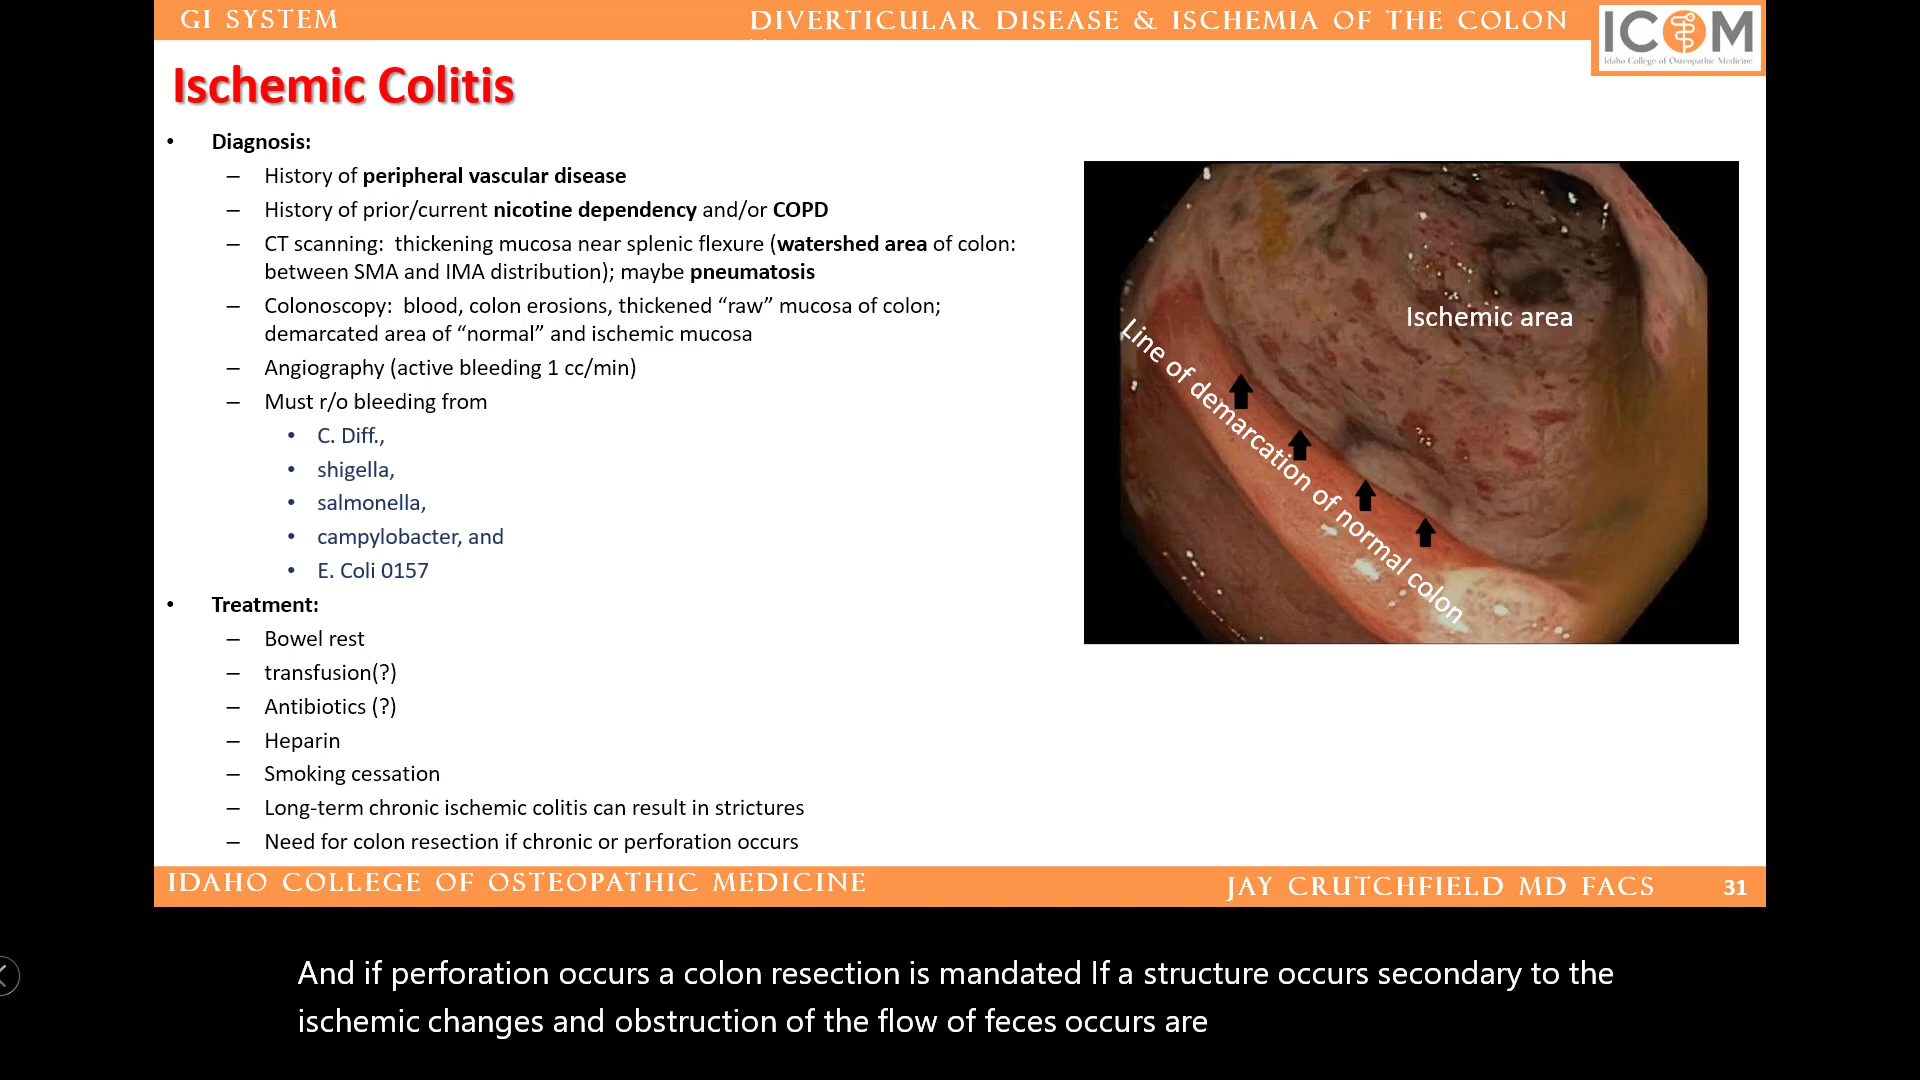 GI SYSTEM
DIVERTICULAR DISEASE & ISCHEMIA OF THE COLON
ICOM
Idaho College of Osteopathic Medicine
Ischemic Colitis
• Diagnosis:
– History of peripheral vascular disease
– History of prior/current nicotine dependency and/or COPD
– CT scanning: thickening mucosa near splenic flexure (watershed area of colon:
between SMA and IMA distribution); maybe pneumatosis
– Colonoscopy: blood, colon erosions, thickened “raw” mucosa of colon;
demarcated area of “normal” and ischemic mucosa
– Angiography (active bleeding 1 cc/min)
– Must r/o bleeding from
• C. Diff.,
• shigella,
• salmonella,
• campylobacter, and
• E. Coli 0157
• Treatment:
– Bowel rest
– transfusion(?)
– Antibiotics (?)
– Heparin
– Smoking cessation
– Long-term chronic ischemic colitis can result in strictures
– Need for colon resection if chronic or perforation occurs
Ischemic area
Line of demarcation of normal colon
IDAHO COLLEGE OF OSTEOPATHIC MEDICINE
JAY CRUTCHFIELD MD FACS
31
And if perforation occurs a colon resection is mandated If a structure occurs secondary to the
ischemic changes and obstruction of the flow of feces occurs are